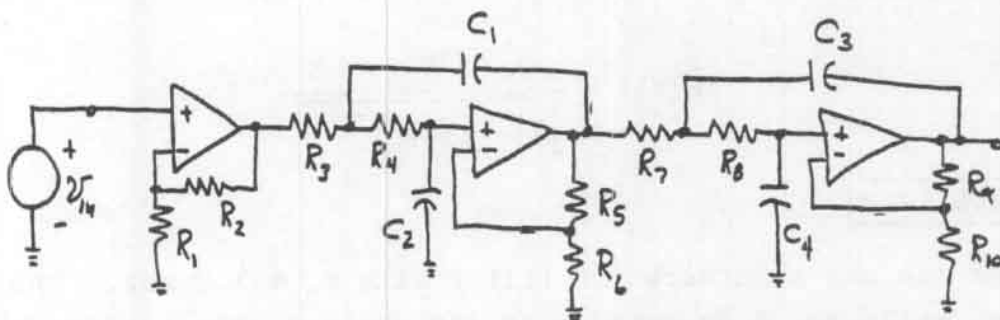 C₁
C₃
+
-
R₃
R₄
+
-
R₇
R₈
+
-
+
V_in
-
R₂
R₁
C₂
R₅
R₆
C₄
R₉
R₁₀